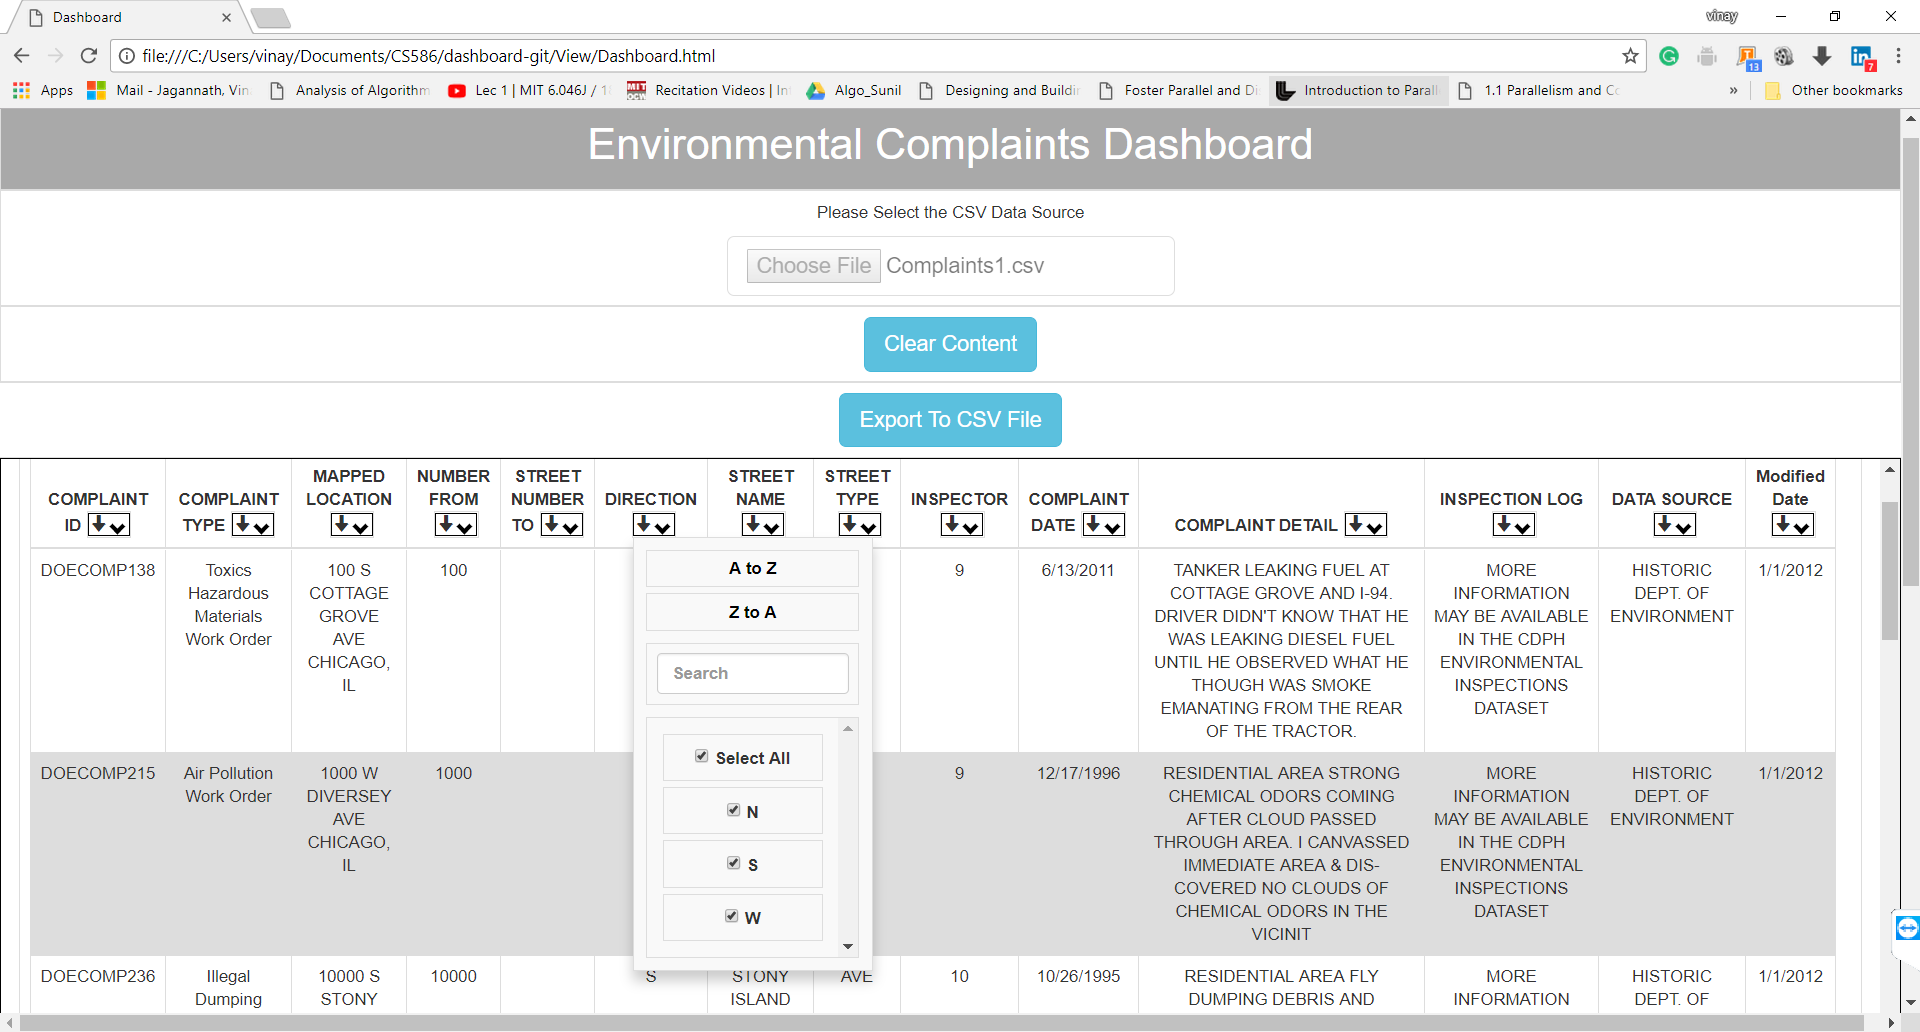 Dashboard
vinay
file:///C:/Users/vinay/Documents/CS586/dashboard-git/View/Dashboard.html
13
7
Apps
Mail - Jagannath, Vin
Analysis of Algorithm
Lec 1 | MIT 6.046J / 1
Recitation Videos | In
Algo_Sunil
Designing and Buildin
Foster Parallel and Di
Introduction to Parall
1.1 Parallelism and Co
»
Other bookmarks
Environmental Complaints Dashboard
Please Select the CSV Data Source
Choose File Complaints1.csv
Clear Content
Export To CSV File
COMPLAINT
ID
COMPLAINT
TYPE
MAPPED
LOCATION
NUMBER
FROM
STREET
NUMBER
TO
DIRECTION
STREET
NAME
STREET
TYPE
INSPECTOR
COMPLAINT
DATE
COMPLAINT DETAIL
INSPECTION LOG
DATA SOURCE
Modified
Date
A to Z
Z to A
Search
Select All
N
S
W
DOECOMP138
Toxics
Hazardous
Materials
Work Order
100 S
COTTAGE
GROVE
AVE
CHICAGO,
IL
100
9
6/13/2011
TANKER LEAKING FUEL AT
COTTAGE GROVE AND I-94.
DRIVER DIDN'T KNOW THAT HE
WAS LEAKING DIESEL FUEL
UNTIL HE OBSERVED WHAT HE
THOUGH WAS SMOKE
EMANATING FROM THE REAR
OF THE TRACTOR.
MORE
INFORMATION
MAY BE AVAILABLE
IN THE CDPH
ENVIRONMENTAL
INSPECTIONS
DATASET
HISTORIC
DEPT. OF
ENVIRONMENT
1/1/2012
DOECOMP215
Air Pollution
Work Order
1000 W
DIVERSEY
AVE
CHICAGO,
IL
1000
9
12/17/1996
RESIDENTIAL AREA STRONG
CHEMICAL ODORS COMING
AFTER CLOUD PASSED
THROUGH AREA. I CANVASSED
IMMEDIATE AREA & DIS-
COVERED NO CLOUDS OF
CHEMICAL ODORS IN THE
VICINIT
MORE
INFORMATION
MAY BE AVAILABLE
IN THE CDPH
ENVIRONMENTAL
INSPECTIONS
DATASET
HISTORIC
DEPT. OF
ENVIRONMENT
1/1/2012
DOECOMP236
Illegal
Dumping
10000 S
STONY
10000
S
STONY
ISLAND
AVE
10
10/26/1995
RESIDENTIAL AREA FLY
DUMPING DEBRIS AND
MORE
INFORMATION
HISTORIC
DEPT. OF
1/1/2012